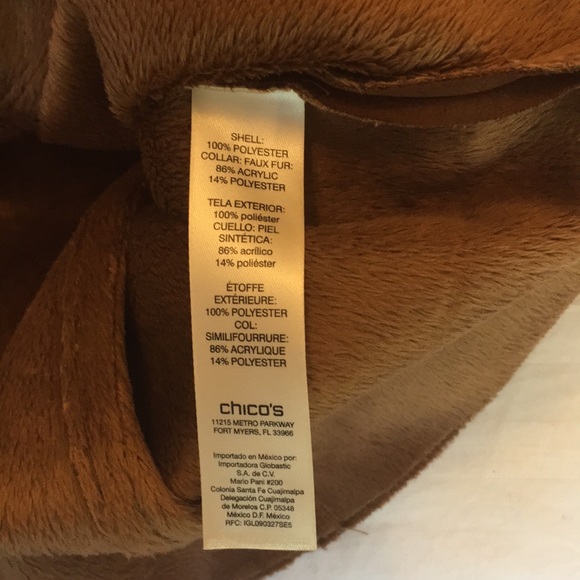 SHELL:
100% POLYESTER
COLLAR: FAUX FUR:
86% ACRYLIC
14% POLYESTER
TELA EXTERIOR:
100% poliéster
CUELLO: PIEL
SINTÉTICA:
86% acrílico
14% poliéster
ÉTOFFE
EXTÉRIEURE:
100% POLYESTER
COL:
SIMILIFOURRURE:
86% ACRYLIQUE
14% POLYESTER
chico's
11215 METRO PARKWAY
FORT MYERS, FL 33966
Importado en México por:
Importadora Globastic
S.A. de C.V.
Mario Pani #200
Colonia Santa Fe Cuajimalpa
Delegación Cuajimalpa
de Morelos C.P. 05348
México D.F. México
RFC: IGL090327SE5